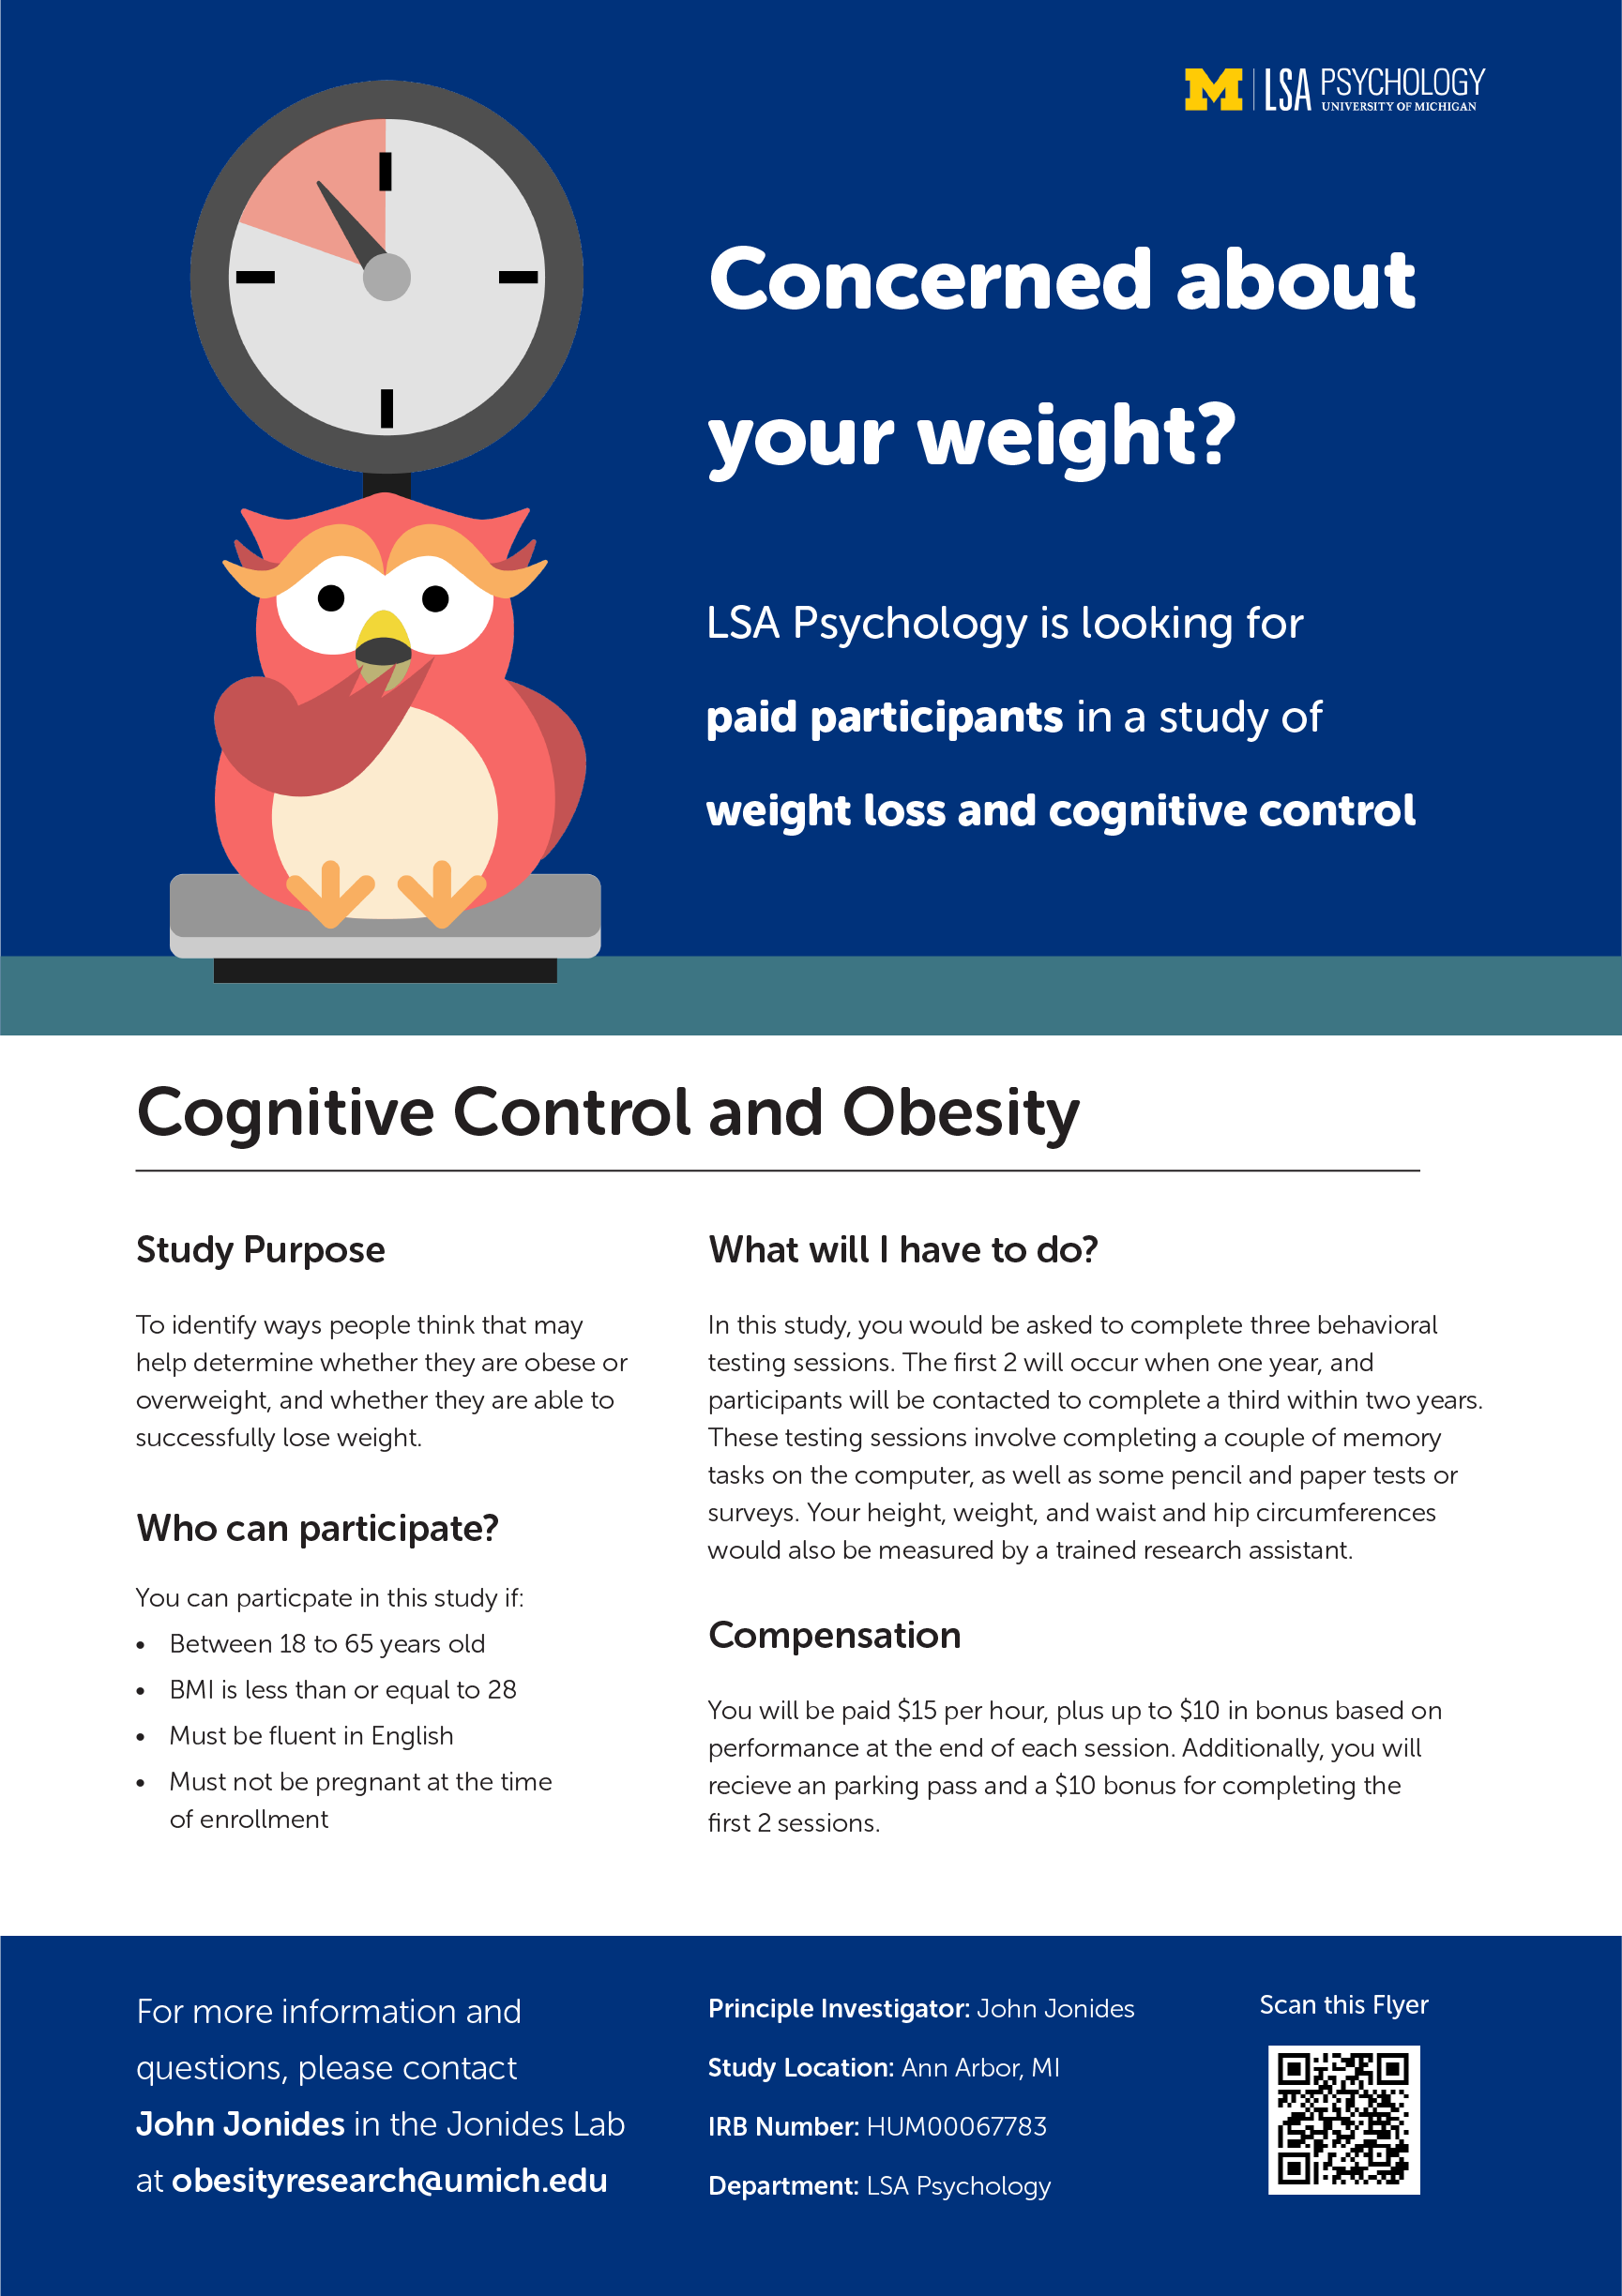 M LSA PSYCHOLOGY
UNIVERSITY OF MICHIGAN
Concerned about
your weight?
LSA Psychology is looking for
paid participants in a study of
weight loss and cognitive control
Cognitive Control and Obesity
Study Purpose
To identify ways people think that may
help determine whether they are obese or
overweight, and whether they are able to
successfully lose weight.
Who can participate?
You can particpate in this study if:
• Between 18 to 65 years old
• BMI is less than or equal to 28
• Must be fluent in English
• Must not be pregnant at the time
of enrollment
What will I have to do?
In this study, you would be asked to complete three behavioral
testing sessions. The first 2 will occur when one year, and
participants will be contacted to complete a third within two years.
These testing sessions involve completing a couple of memory
tasks on the computer, as well as some pencil and paper tests or
surveys. Your height, weight, and waist and hip circumferences
would also be measured by a trained research assistant.
Compensation
You will be paid $15 per hour, plus up to $10 in bonus based on
performance at the end of each session. Additionally, you will
recieve an parking pass and a $10 bonus for completing the
first 2 sessions.
For more information and
questions, please contact
John Jonides in the Jonides Lab
at obesityresearch@umich.edu
Principle Investigator: John Jonides
Study Location: Ann Arbor, MI
IRB Number: HUM00067783
Department: LSA Psychology
Scan this Flyer